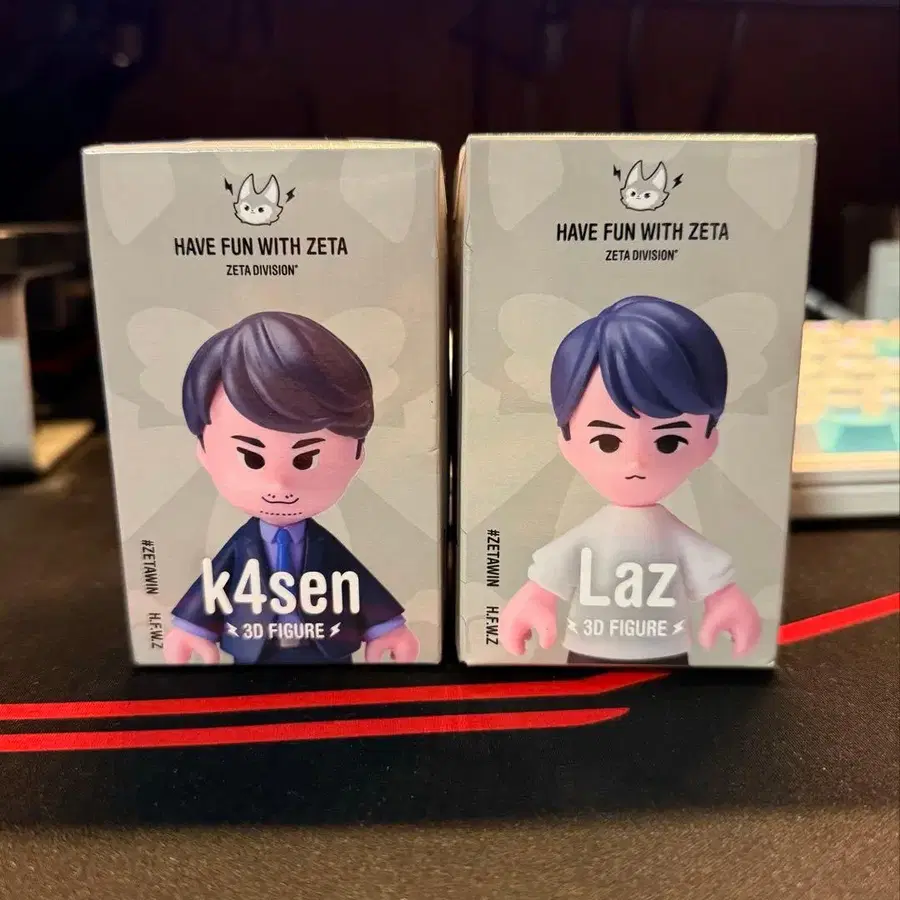 HAVE FUN WITH ZETA
ZETA DIVISION®
#ZETAWIN H.F.W.Z
k4sen
3D FIGURE
HAVE FUN WITH ZETA
ZETA DIVISION®
#ZETAWIN H.F.W.Z
Laz
3D FIGURE